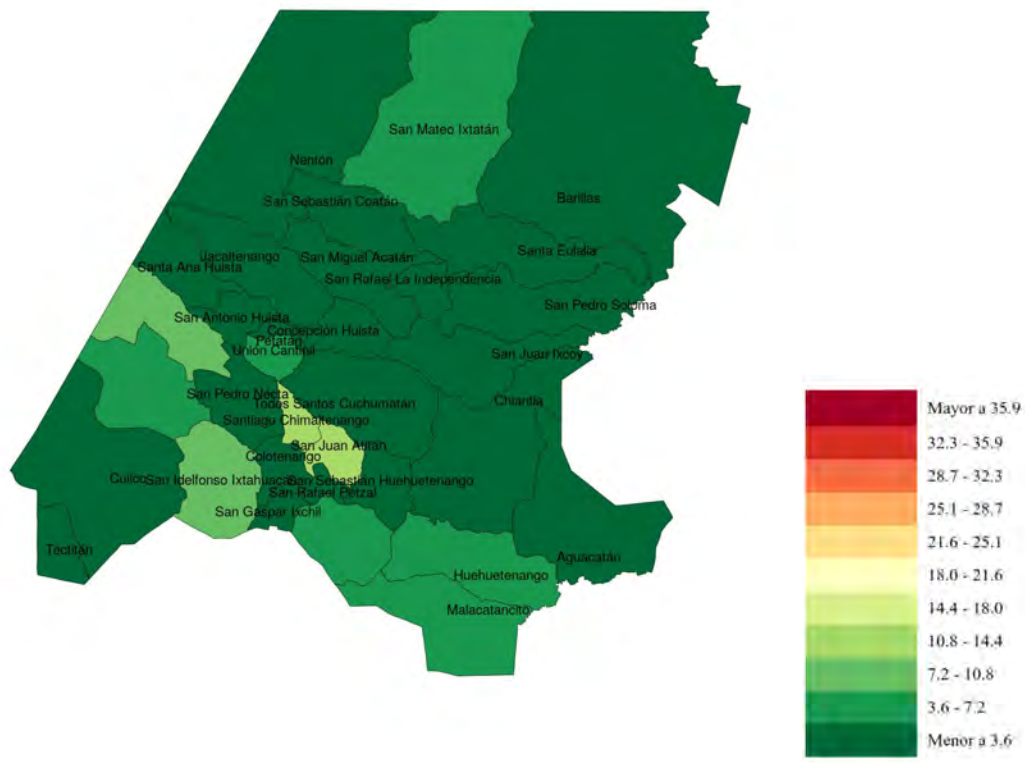 San Mateo Ixtatán
Nentón
San Sebastián Coatán
Barillas
Santa Eulalia
Jacaltenango
San Miguel Acatán
Santa Ana Huista
San Rafael La Independencia
San Pedro Soloma
San Antonio Huista
Concepción Huista
Petatán
Unión Cantinil
San Juan Ixcoy
San Pedro Necta
Todos Santos Cuchumatán
Chiantla
Santiago Chimaltenango
San Juan Atitán
Colotenango
Cuilco
San Idelfonso Ixtahuacán
San Sebastián Huehuetenango
San Rafael Petzal
San Gaspar Ixchil
Tectitán
Aguacatán
Huehuetenango
Malacatancito
Mayor a 35.9
32.3 - 35.9
28.7 - 32.3
25.1 - 28.7
21.6 - 25.1
18.0 - 21.6
14.4 - 18.0
10.8 - 14.4
7.2 - 10.8
3.6 - 7.2
Menor a 3.6